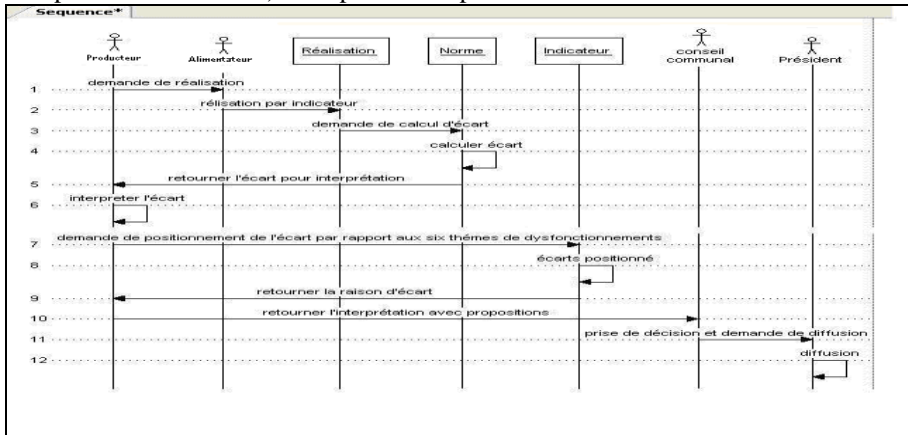 Sequence*
Producteur Alimentateur Réalisation Norme Indicateur conseil communal Président
1 demande de réalisation
2 rélisation par indicateur
3 demande de calcul d'écart
4 calculer écart
5 retourner l'écart pour interprétation
6 interpreter l'écart
7 demande de positionnement de l'écart par rapport aux six thémes de dysfonctionnements
8 écarts positionné
9 retourner la raison d'écart
10 retourner l'interprétation avec propositions
11 prise de décision et demande de diffusion
12 diffusion